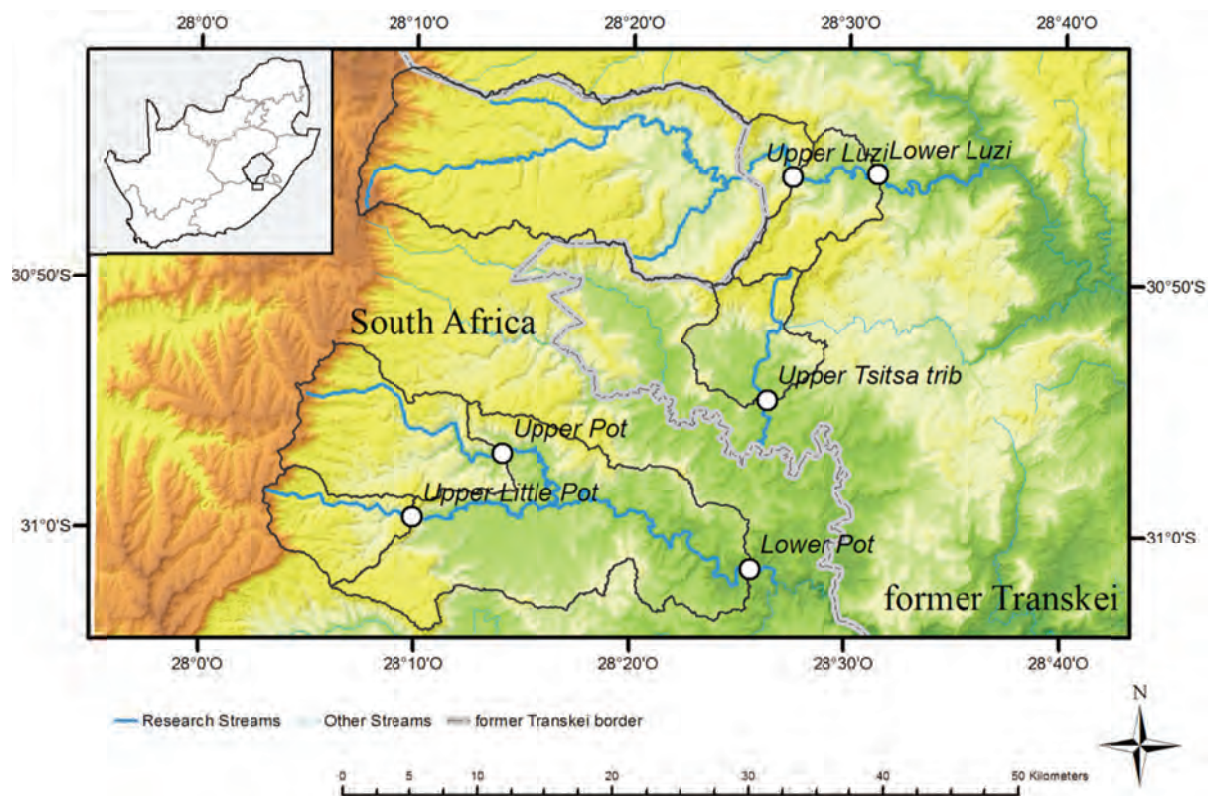 28°0'O 28°10'O 28°20'O 28°30'O 28°40'O
Upper Luzi Lower Luzi
30°50'S 30°50'S
South Africa
Upper Tsitsa trib
Upper Pot
Upper Little Pot
31°0'S 31°0'S
Lower Pot
former Transkei
28°0'O 28°10'O 28°20'O 28°30'O 28°40'O
N
Research Streams Other Streams former Transkei border
0 5 10 20 30 40 50 Kilometers